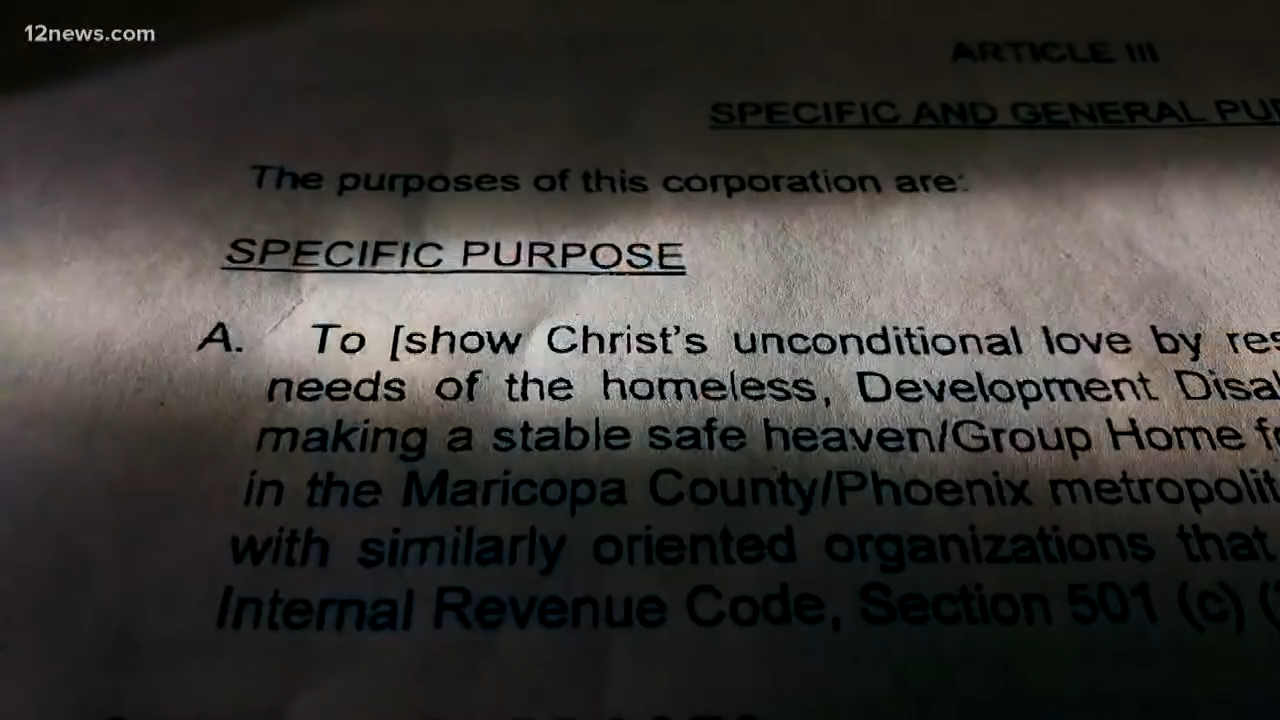 12news.com
ARTICLE III
SPECIFIC AND GENERAL PU
The purposes of this corporation are:
SPECIFIC PURPOSE
A. To [show Christ's unconditional love by res
needs of the homeless, Development Disa
making a stable safe heaven/Group Home f
in the Maricopa County/Phoenix metropolit
with similarly oriented organizations that
Internal Revenue Code, Section 501 (c) (